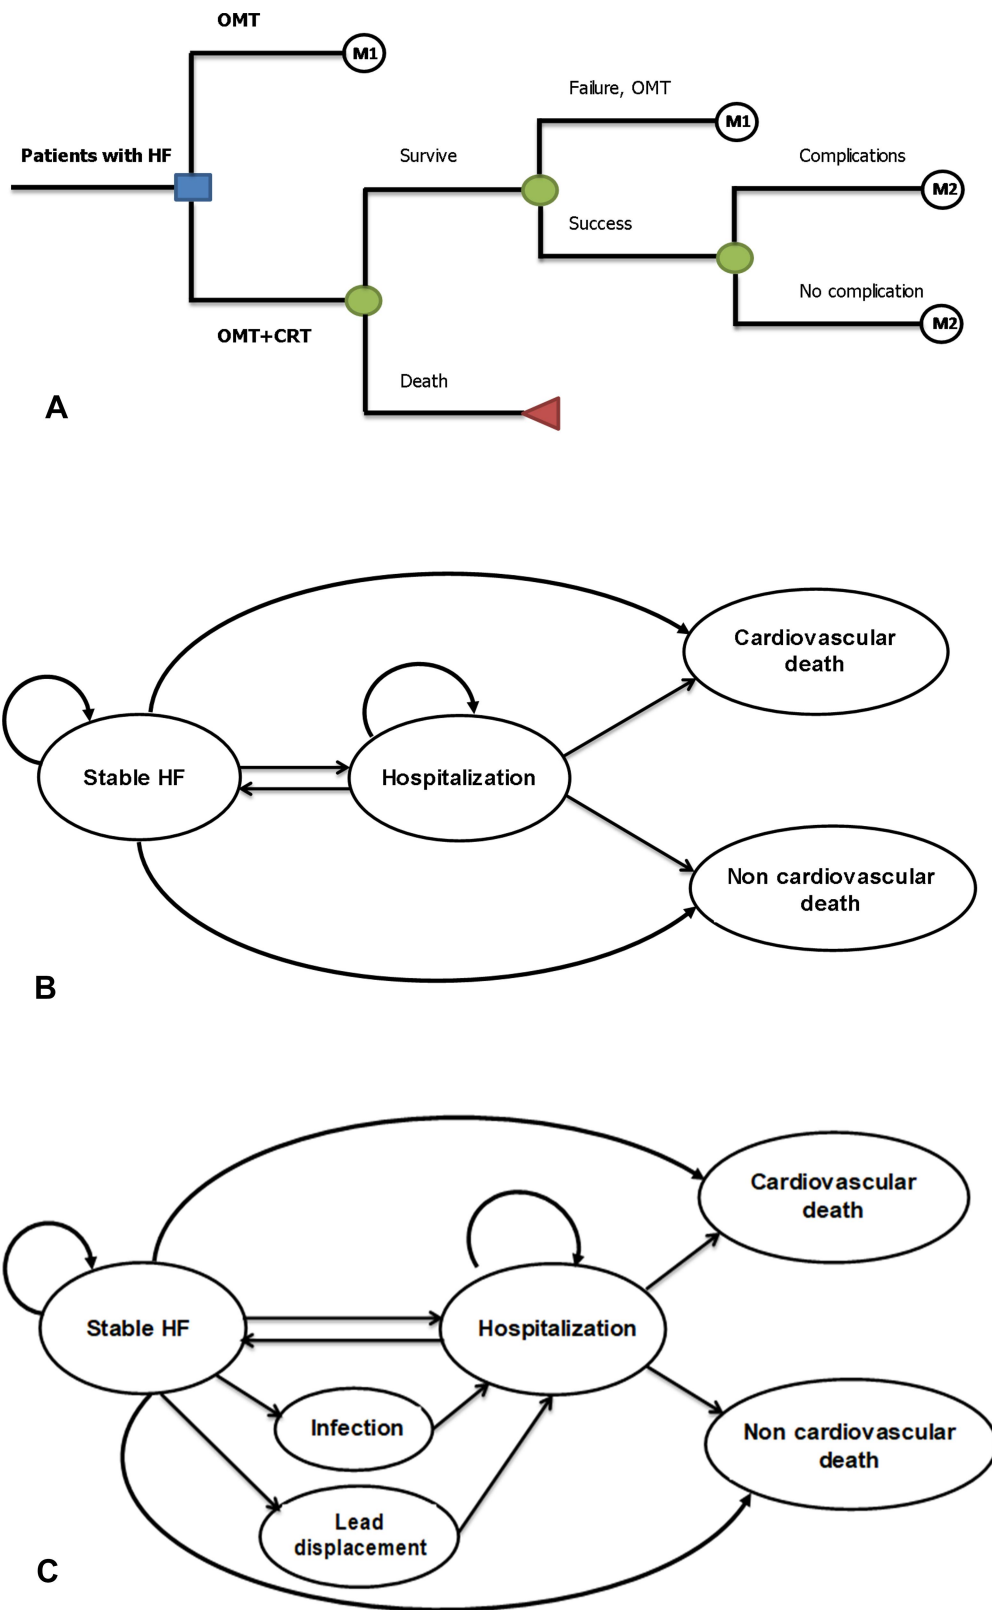 OMT
M1
Failure, OMT
M1
Patients with HF
Survive
Complications
M2
Success
No complication
M2
OMT+CRT
Death
A
Cardiovascular
death
Stable HF
Hospitalization
Non cardiovascular
death
B
Cardiovascular
death
Stable HF
Hospitalization
Infection
Non cardiovascular
death
Lead
displacement
C